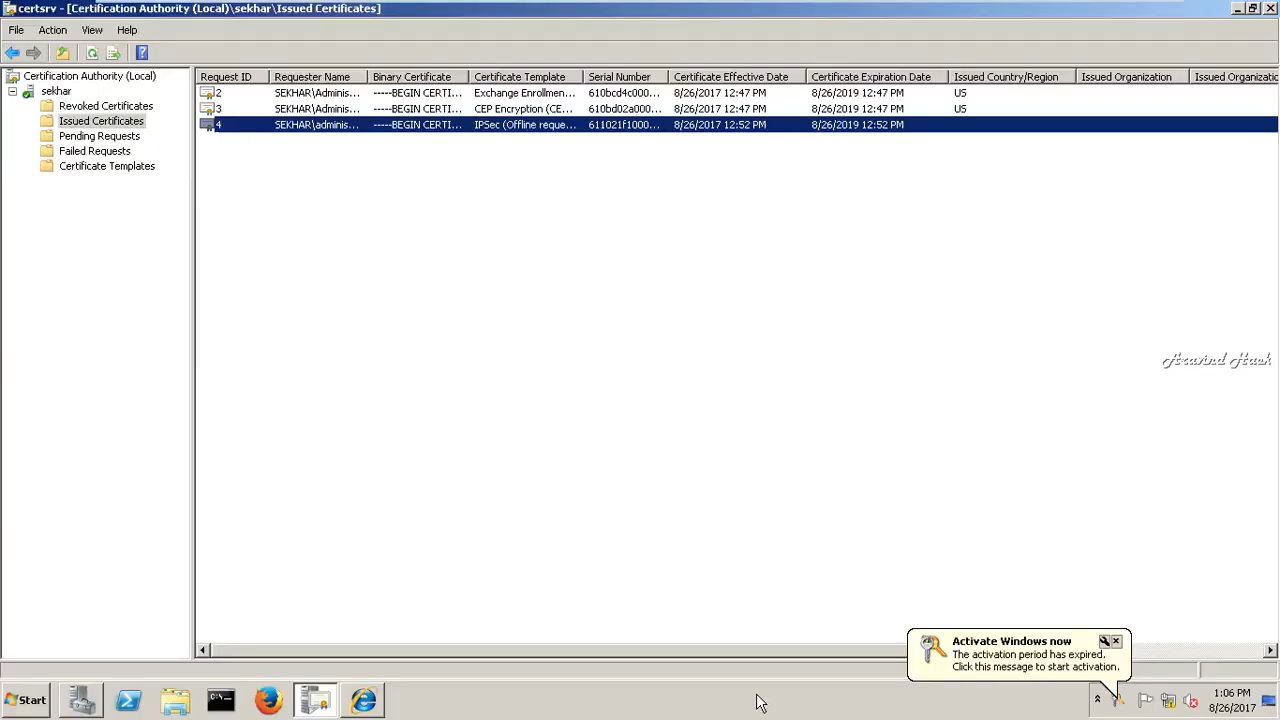 certsrv - [Certification Authority (Local)\sekhar\Issued Certificates]
File Action View Help
Certification Authority (Local)
sekhar
Revoked Certificates
Issued Certificates
Pending Requests
Failed Requests
Certificate Templates
Request ID Requester Name Binary Certificate Certificate Template Serial Number Certificate Effective Date Certificate Expiration Date Issued Country/Region Issued Organization Issued Organizatio
2 SEKHAR\Adminis... -----BEGIN CERTI... Exchange Enrollmen... 610bcd4c00... 8/26/2017 12:47 PM 8/26/2019 12:47 PM US
3 SEKHAR\Adminis... -----BEGIN CERTI... CEP Encryption (CE... 610bd02a000... 8/26/2017 12:47 PM 8/26/2019 12:47 PM US
4 SEKHAR\adminis... -----BEGIN CERTI... IPSec (Offline reque... 611021f1000... 8/26/2017 12:52 PM 8/26/2019 12:52 PM
Aravind Hask
Activate Windows now
The activation period has expired.
Click this message to start activation.
Start
1:06 PM
8/26/2017